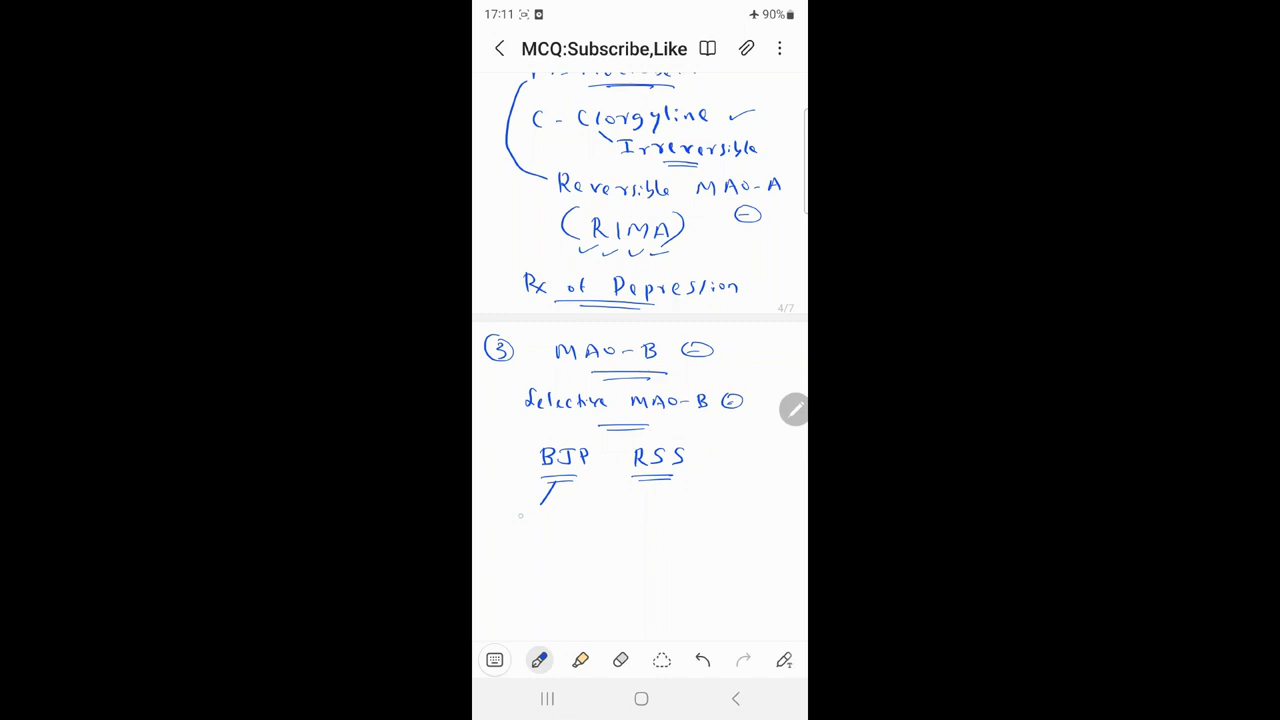 17:11 90%
MCQ:Subscribe,Like
C - Clorgyline
Irreversible
Reversible MAO-A
(RIMA)
Rx of Depression
4/7
3 MAO-B
Selective MAO-B
BJP RSS